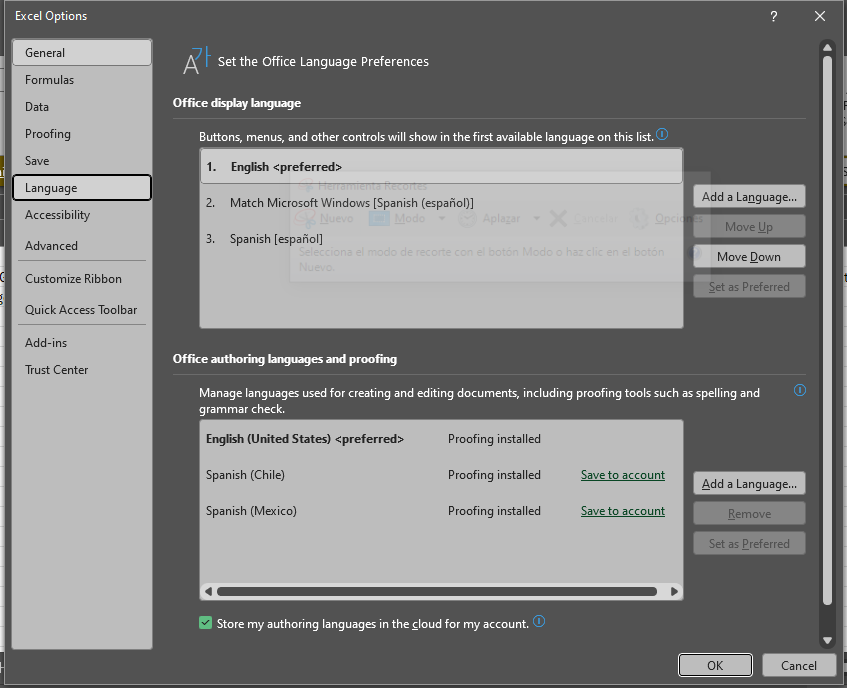 Excel Options
?
General
Formulas
Data
Proofing
Save
Language
Accessibility
Advanced
Customize Ribbon
Quick Access Toolbar
Add-ins
Trust Center
Set the Office Language Preferences
Office display language
Buttons, menus, and other controls will show in the first available language on this list.
1. English <preferred>
2. Match Microsoft Windows [Spanish (español)]
3. Spanish [español]
Herramienta Recortes
Nuevo Modo Aplazar Cancelar Opciones
Selecciona el modo de recorte con el botón Modo o haz clic en el botón
Nuevo.
Add a Language...
Move Up
Move Down
Set as Preferred
Office authoring languages and proofing
Manage languages used for creating and editing documents, including proofing tools such as spelling and
grammar check.
English (United States) <preferred> Proofing installed
Spanish (Chile) Proofing installed Save to account
Spanish (Mexico) Proofing installed Save to account
Add a Language...
Remove
Set as Preferred
Store my authoring languages in the cloud for my account.
OK Cancel